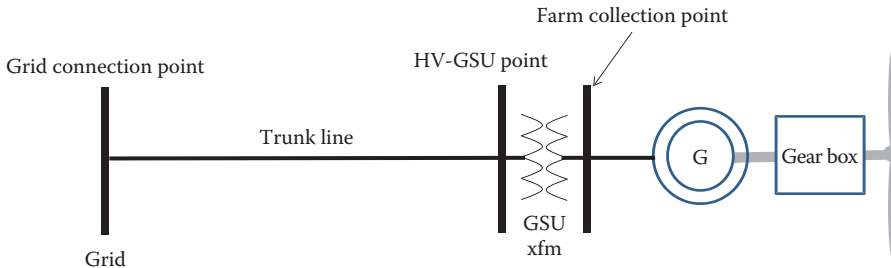 Farm collection point
Grid connection point
HV-GSU point
Trunk line
G
Gear box
GSU
xfm
Grid